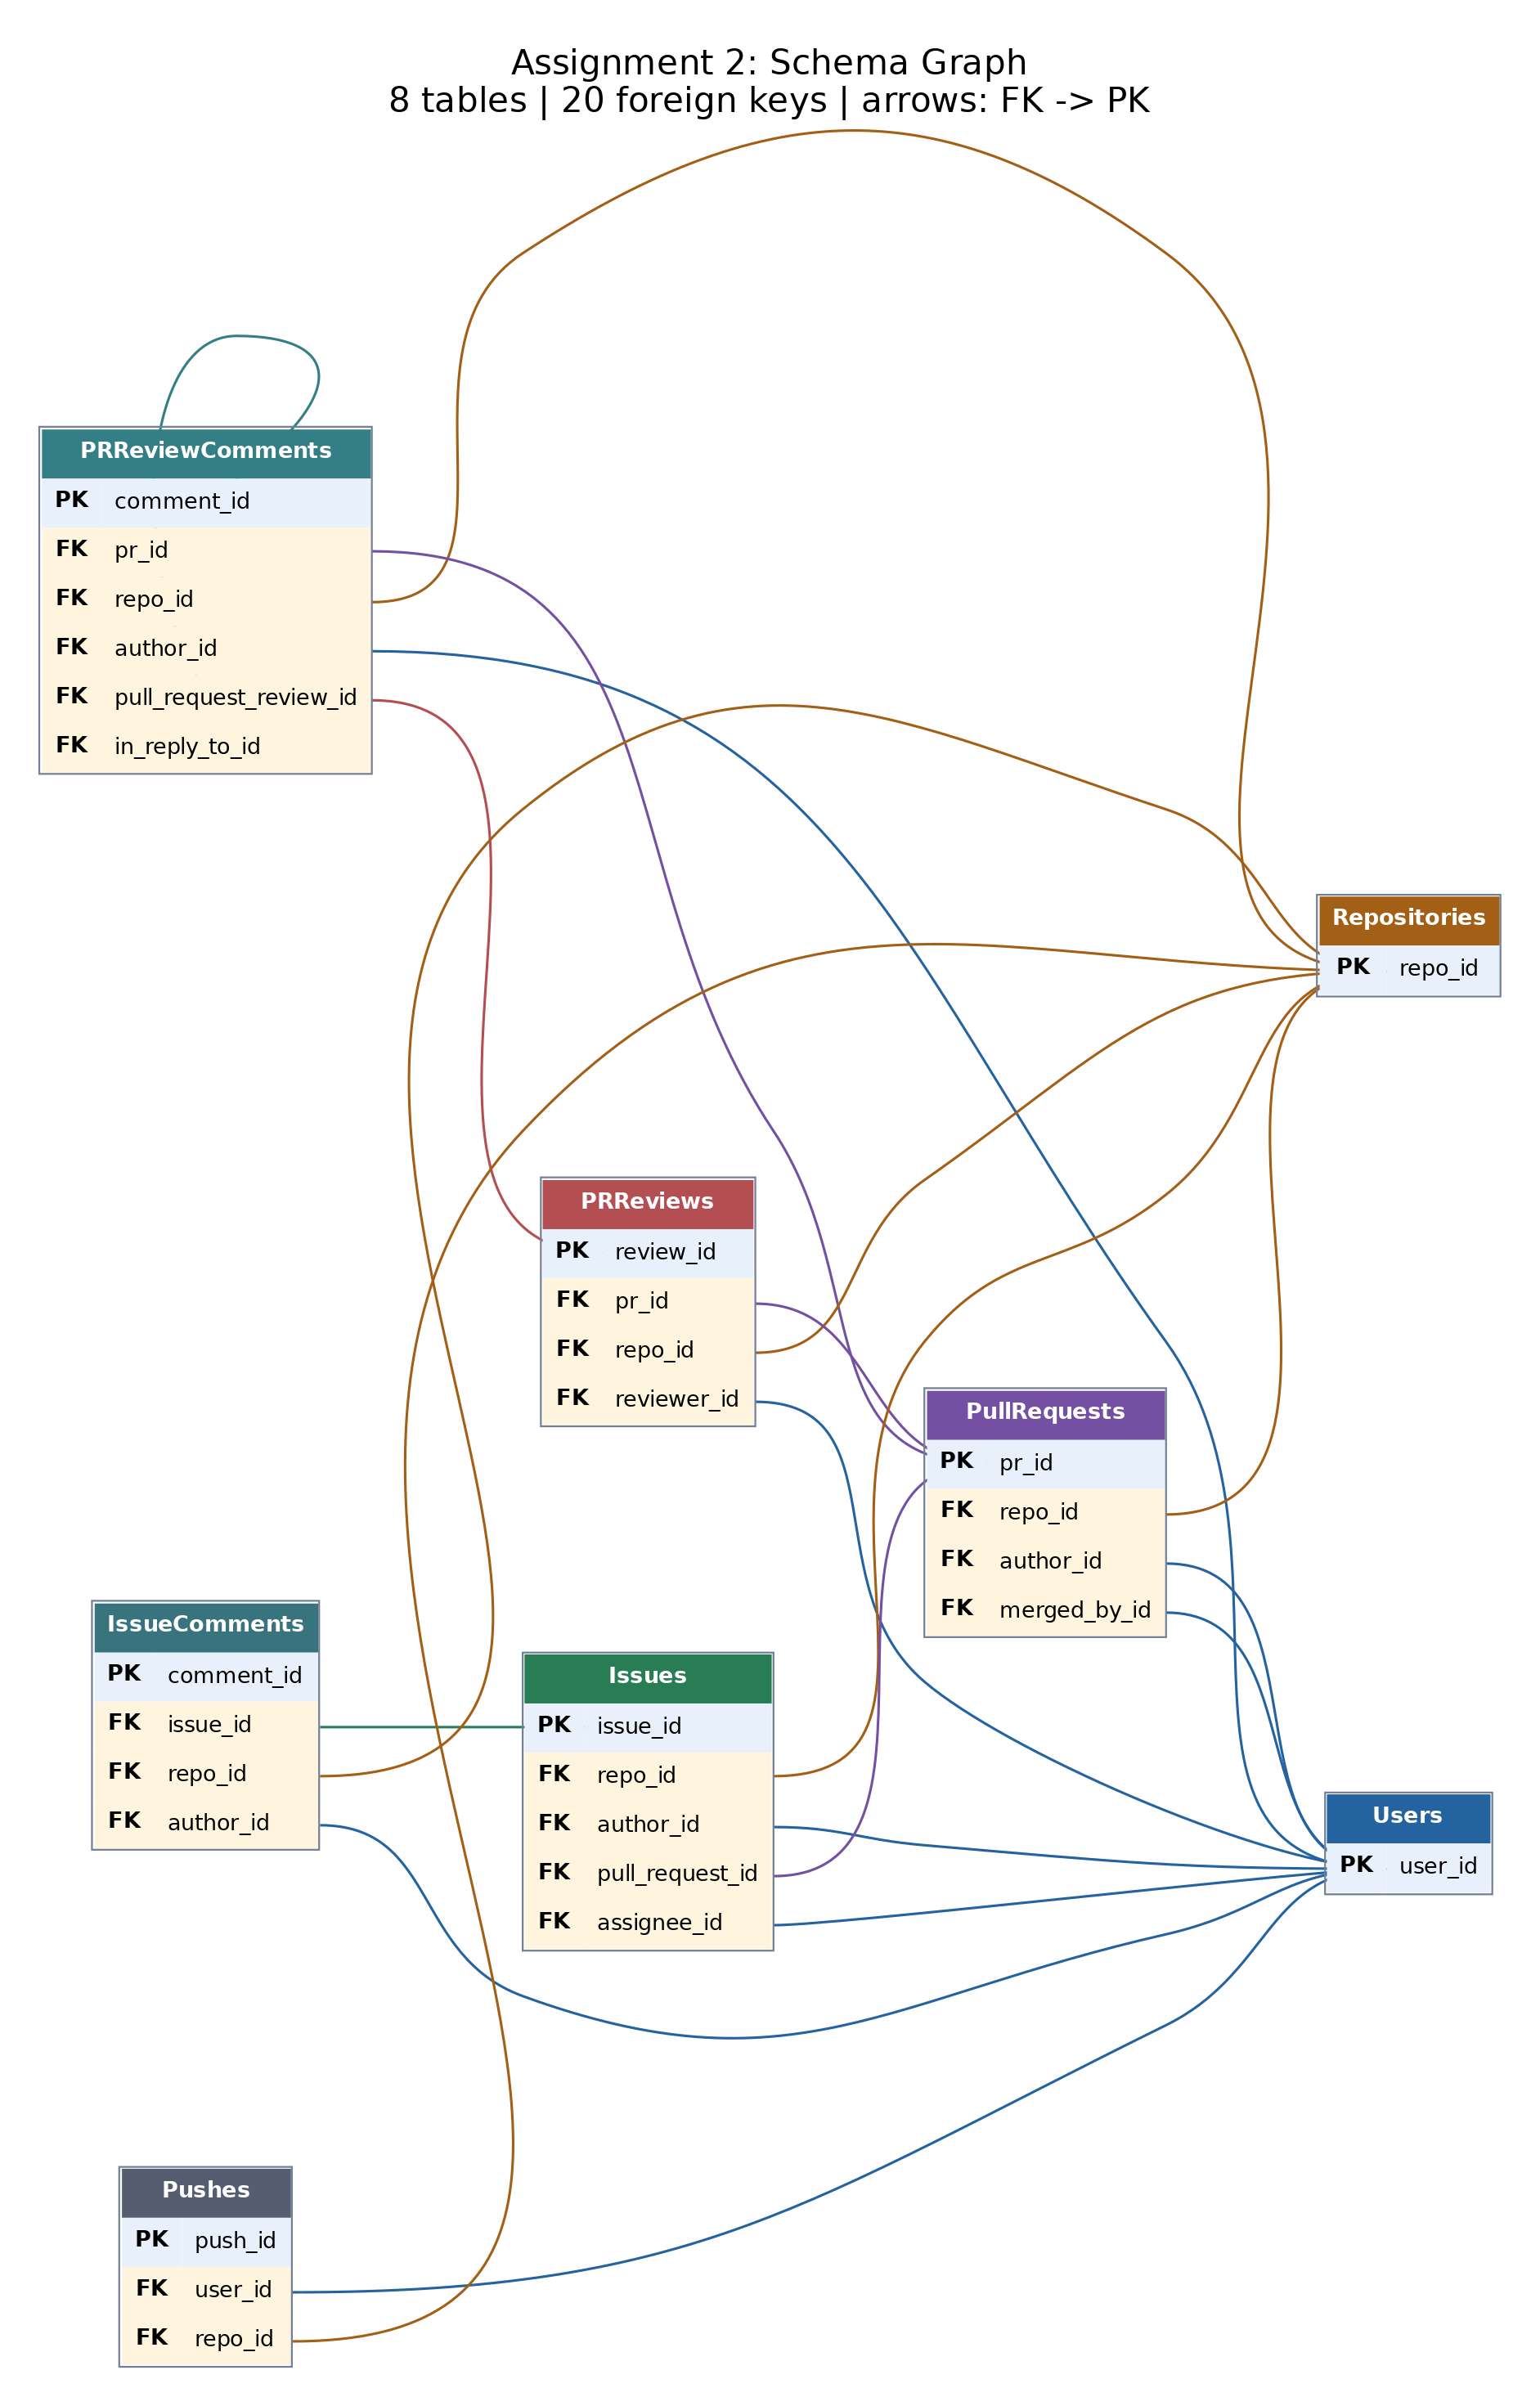 Assignment 2: Schema Graph
8 tables | 20 foreign keys | arrows: FK -> PK
PRReviewComments
PK comment_id
FK pr_id
FK repo_id
FK author_id
FK pull_request_review_id
FK in_reply_to_id
Repositories
PK repo_id
PRReviews
PK review_id
FK pr_id
FK repo_id
FK reviewer_id
PullRequests
PK pr_id
FK repo_id
FK author_id
FK merged_by_id
IssueComments
PK comment_id
FK issue_id
FK repo_id
FK author_id
Issues
PK issue_id
FK repo_id
FK author_id
FK pull_request_id
FK assignee_id
Users
PK user_id
Pushes
PK push_id
FK user_id
FK repo_id